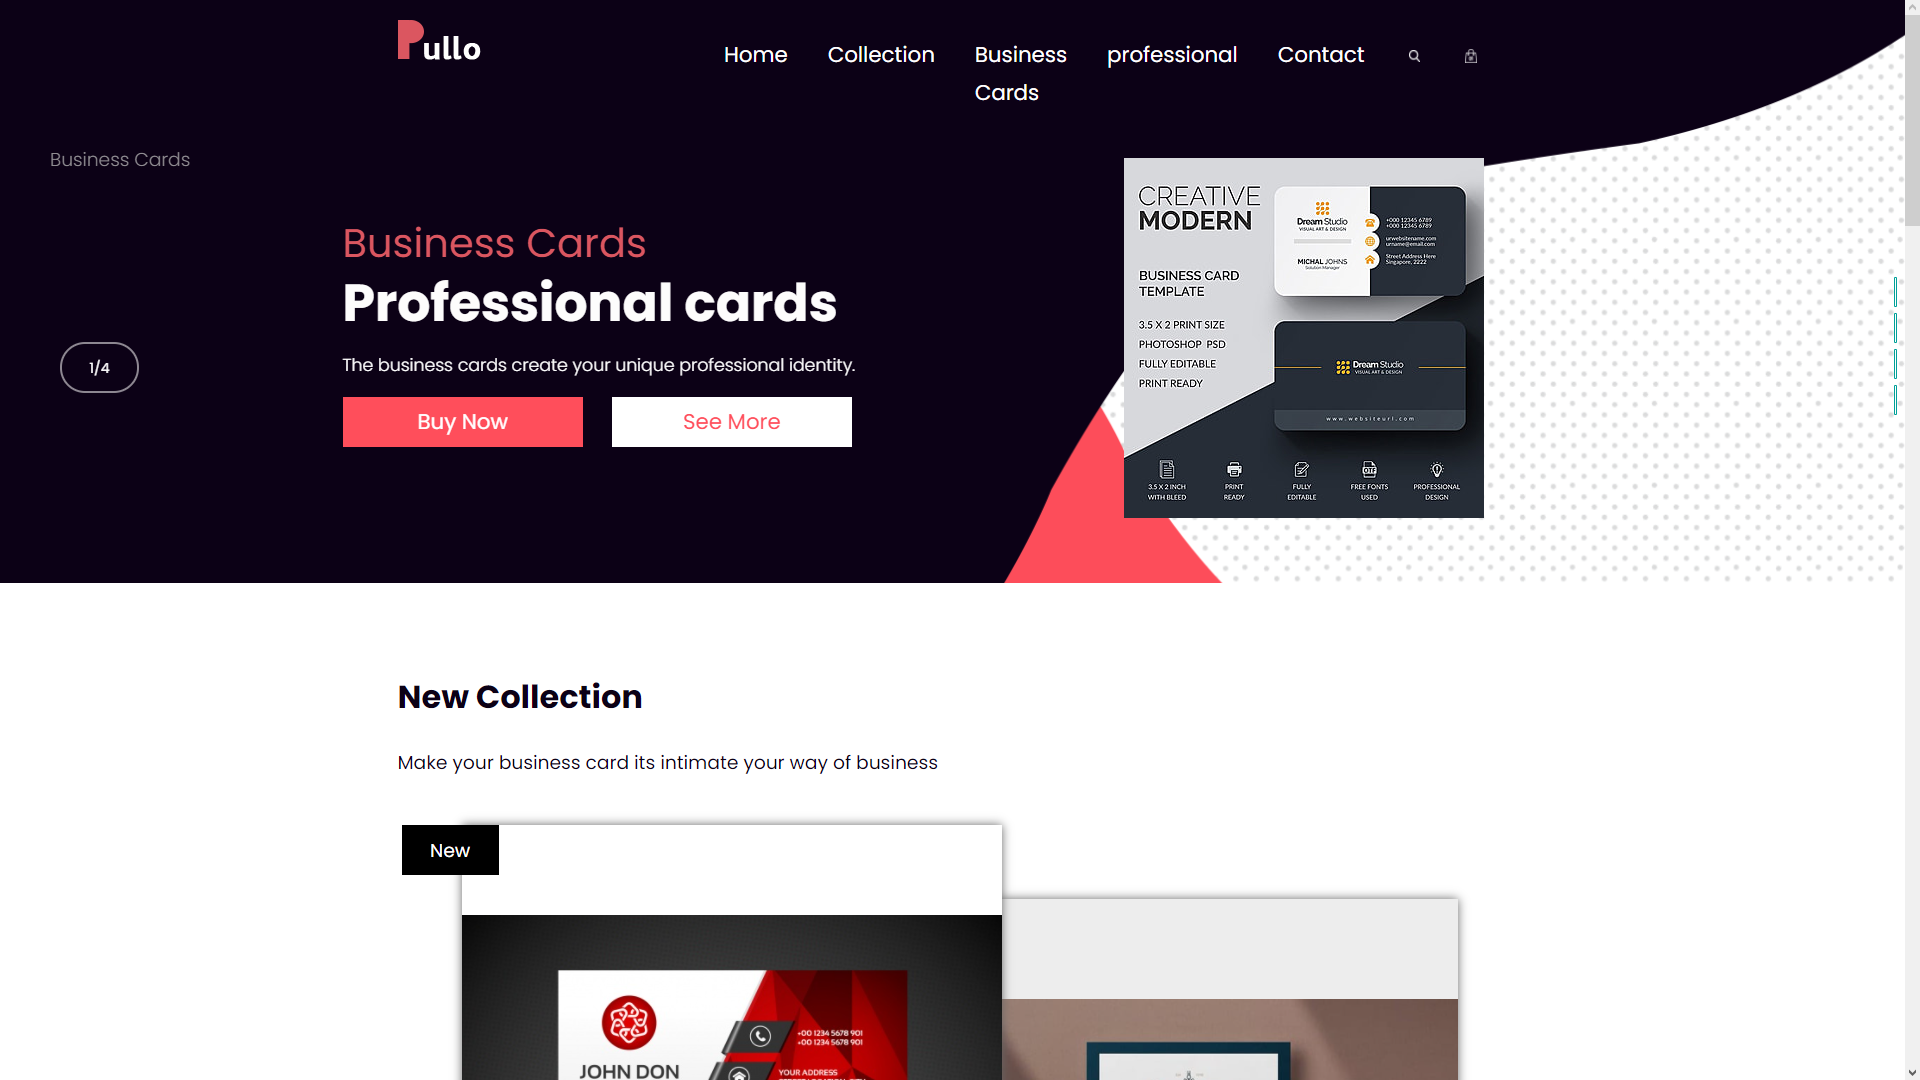 Pullo
Home
Collection
Business
Cards
professional
Contact
Business Cards
Business Cards
Professional cards
The business cards create your unique professional identity.
1/4
Buy Now
See More
CREATIVE
MODERN
BUSINESS CARD
TEMPLATE
3.5 X 2 PRINT SIZE
PHOTOSHOP PSD
FULLY EDITABLE
PRINT READY
Dream Studio
VISUAL ART & DESIGN
MICHAL JOHNS
Solution Manager
+000 12345 6789
+000 12345 6789
urwebsitename.com
urname@email.com
Street Address Here
Singapore, 2222
Dream Studio
VISUAL ART & DESIGN
www.websiteurl.com
3.5 X 2 INCH
WITH BLEED
PRINT
READY
FULLY
EDITABLE
FREE FONTS
USED
PROFESSIONAL
DESIGN
New Collection
Make your business card its intimate your way of business
New
+00 1234 5678 901
+00 1234 5678 901
JOHN DON
YOUR ADDRESS